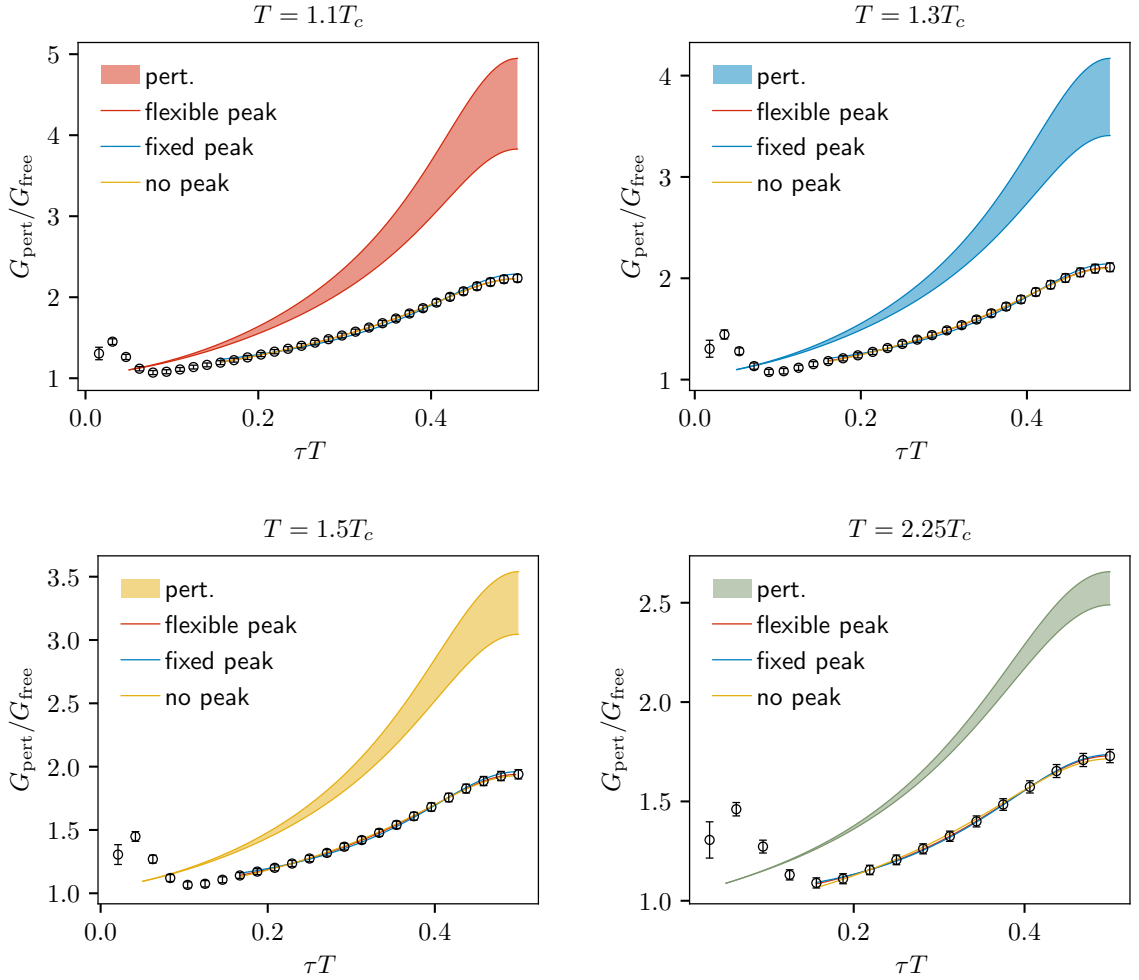 T = 1.1T_c
G_pert/G_free
5
4
3
2
1
pert.
flexible peak
fixed peak
no peak
0.0 0.2 0.4
τT
T = 1.3T_c
G_pert/G_free
4
3
2
1
pert.
flexible peak
fixed peak
no peak
0.0 0.2 0.4
τT
T = 1.5T_c
G_pert/G_free
3.5
3.0
2.5
2.0
1.5
1.0
pert.
flexible peak
fixed peak
no peak
0.0 0.2 0.4
τT
T = 2.25T_c
G_pert/G_free
2.5
2.0
1.5
1.0
pert.
flexible peak
fixed peak
no peak
0.2 0.4
τT